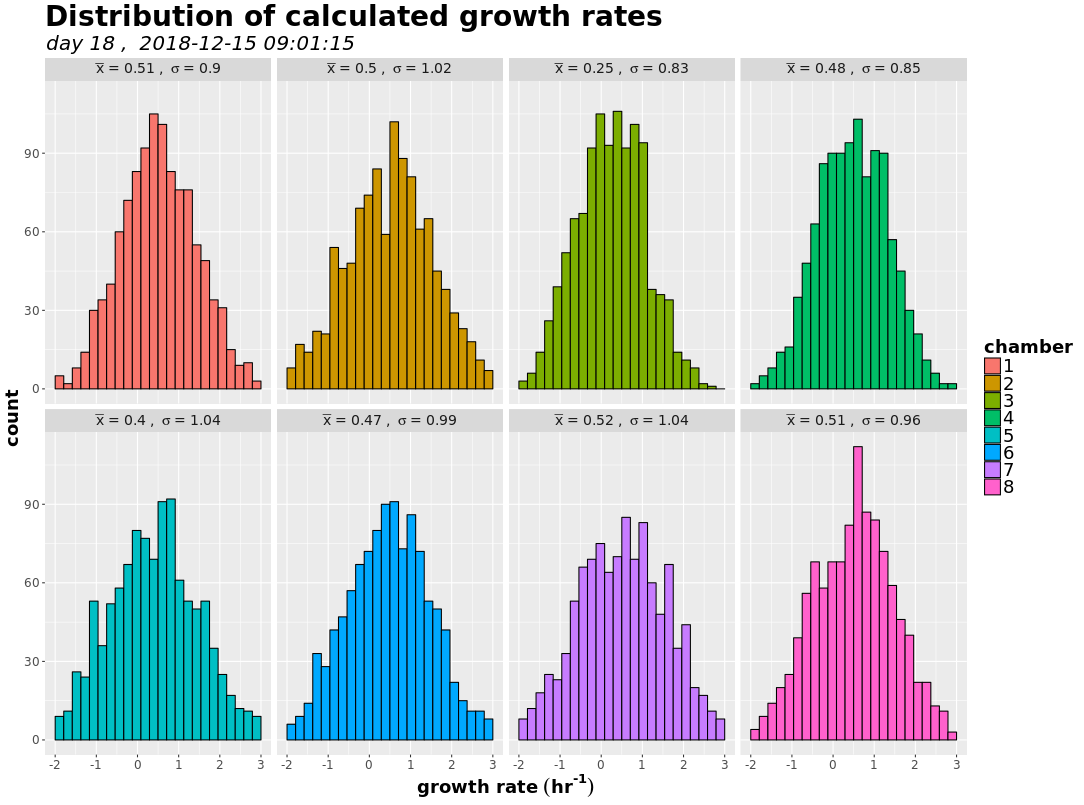 Distribution of calculated growth rates
day 18 ,  2018-12-15 09:01:15
x̅ = 0.51 ,  σ = 0.9
x̅ = 0.5 ,  σ = 1.02
x̅ = 0.25 ,  σ = 0.83
x̅ = 0.48 ,  σ = 0.85
90
60
30
0
x̅ = 0.4 ,  σ = 1.04
x̅ = 0.47 ,  σ = 0.99
x̅ = 0.52 ,  σ = 1.04
x̅ = 0.51 ,  σ = 0.96
90
60
30
0
-2 -1 0 1 2 3
-2 -1 0 1 2 3
-2 -1 0 1 2 3
-2 -1 0 1 2 3
count
growth rate (hr⁻¹)
chamber
1
2
3
4
5
6
7
8